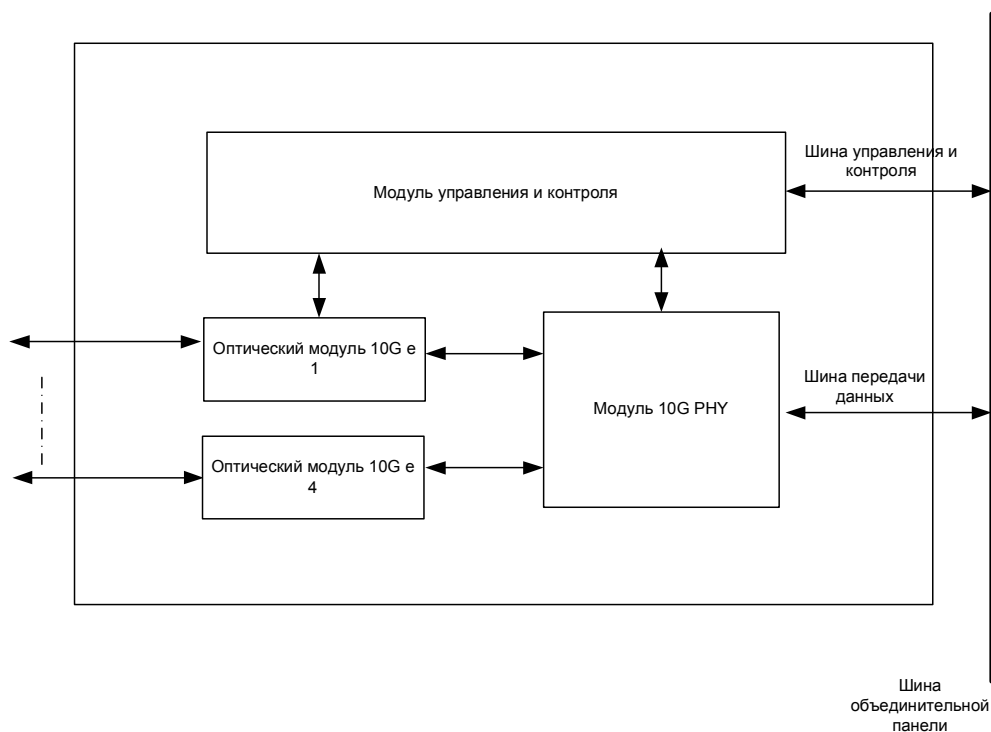 Шина управления и
контроля
Модуль управления и контроля
Оптический модуль 10G е
1
Модуль 10G PHY
Шина передачи
данных
Оптический модуль 10G е
4
Шина
объединительной
панели